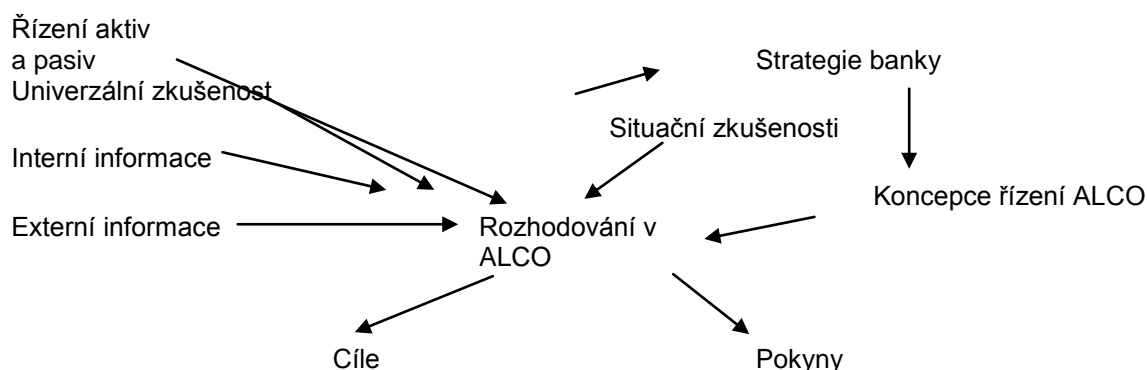 Řízení aktiv
a pasiv
Univerzální zkušenost
Strategie banky
Situační zkušenosti
Interní informace
Koncepce řízení ALCO
Externí informace
Rozhodování v
ALCO
Cíle
Pokyny